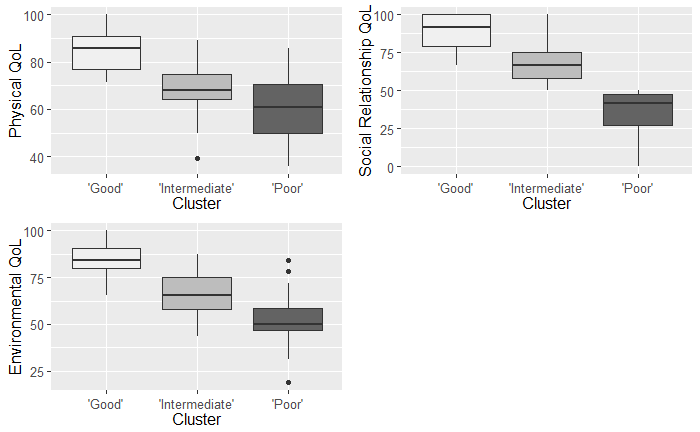 Physical QoL
100
80
60
40
'Good' 'Intermediate' 'Poor'
Cluster
Social Relationship QoL
100
75
50
25
0
'Good' 'Intermediate' 'Poor'
Cluster
Environmental QoL
100
75
50
25
'Good' 'Intermediate' 'Poor'
Cluster